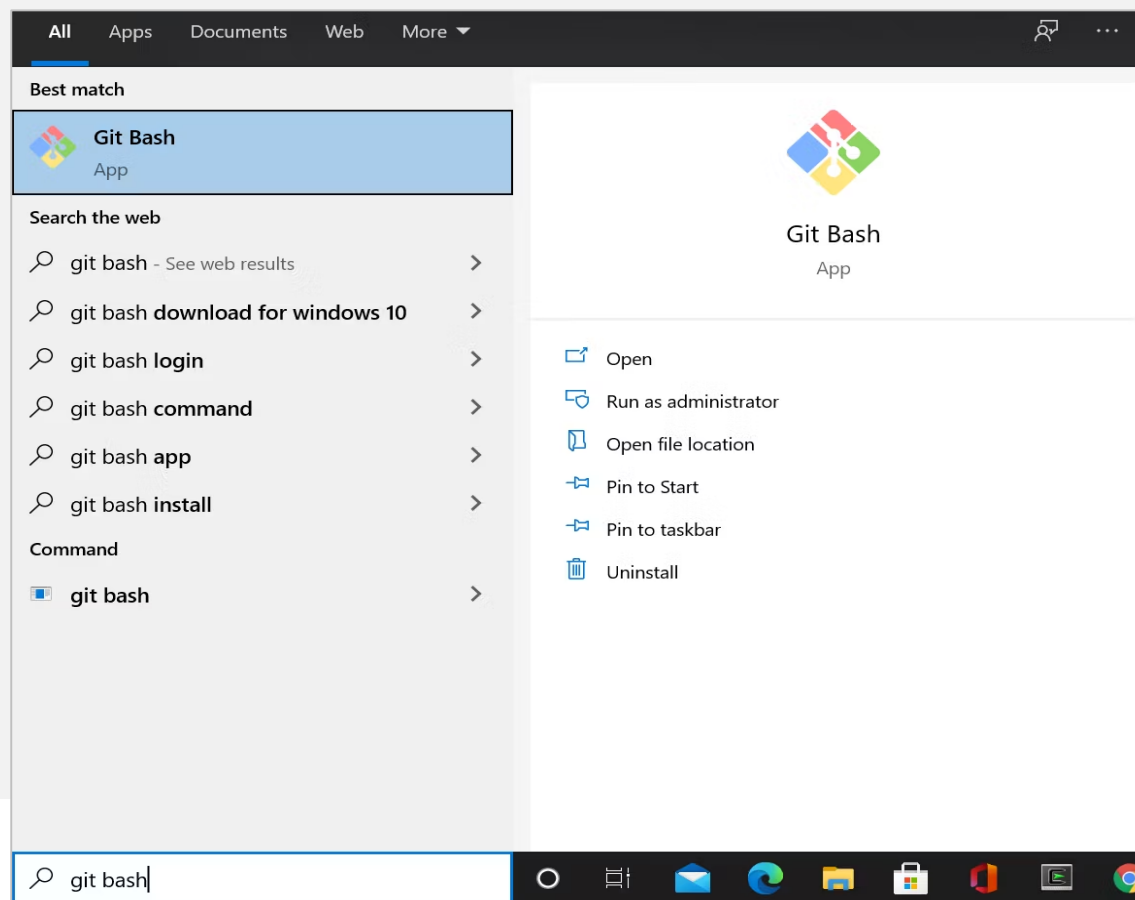 All Apps Documents Web More
Best match
Git Bash
App
Search the web
git bash - See web results
git bash download for windows 10
git bash login
git bash command
git bash app
git bash install
Command
git bash
Git Bash
App
Open
Run as administrator
Open file location
Pin to Start
Pin to taskbar
Uninstall
git bash